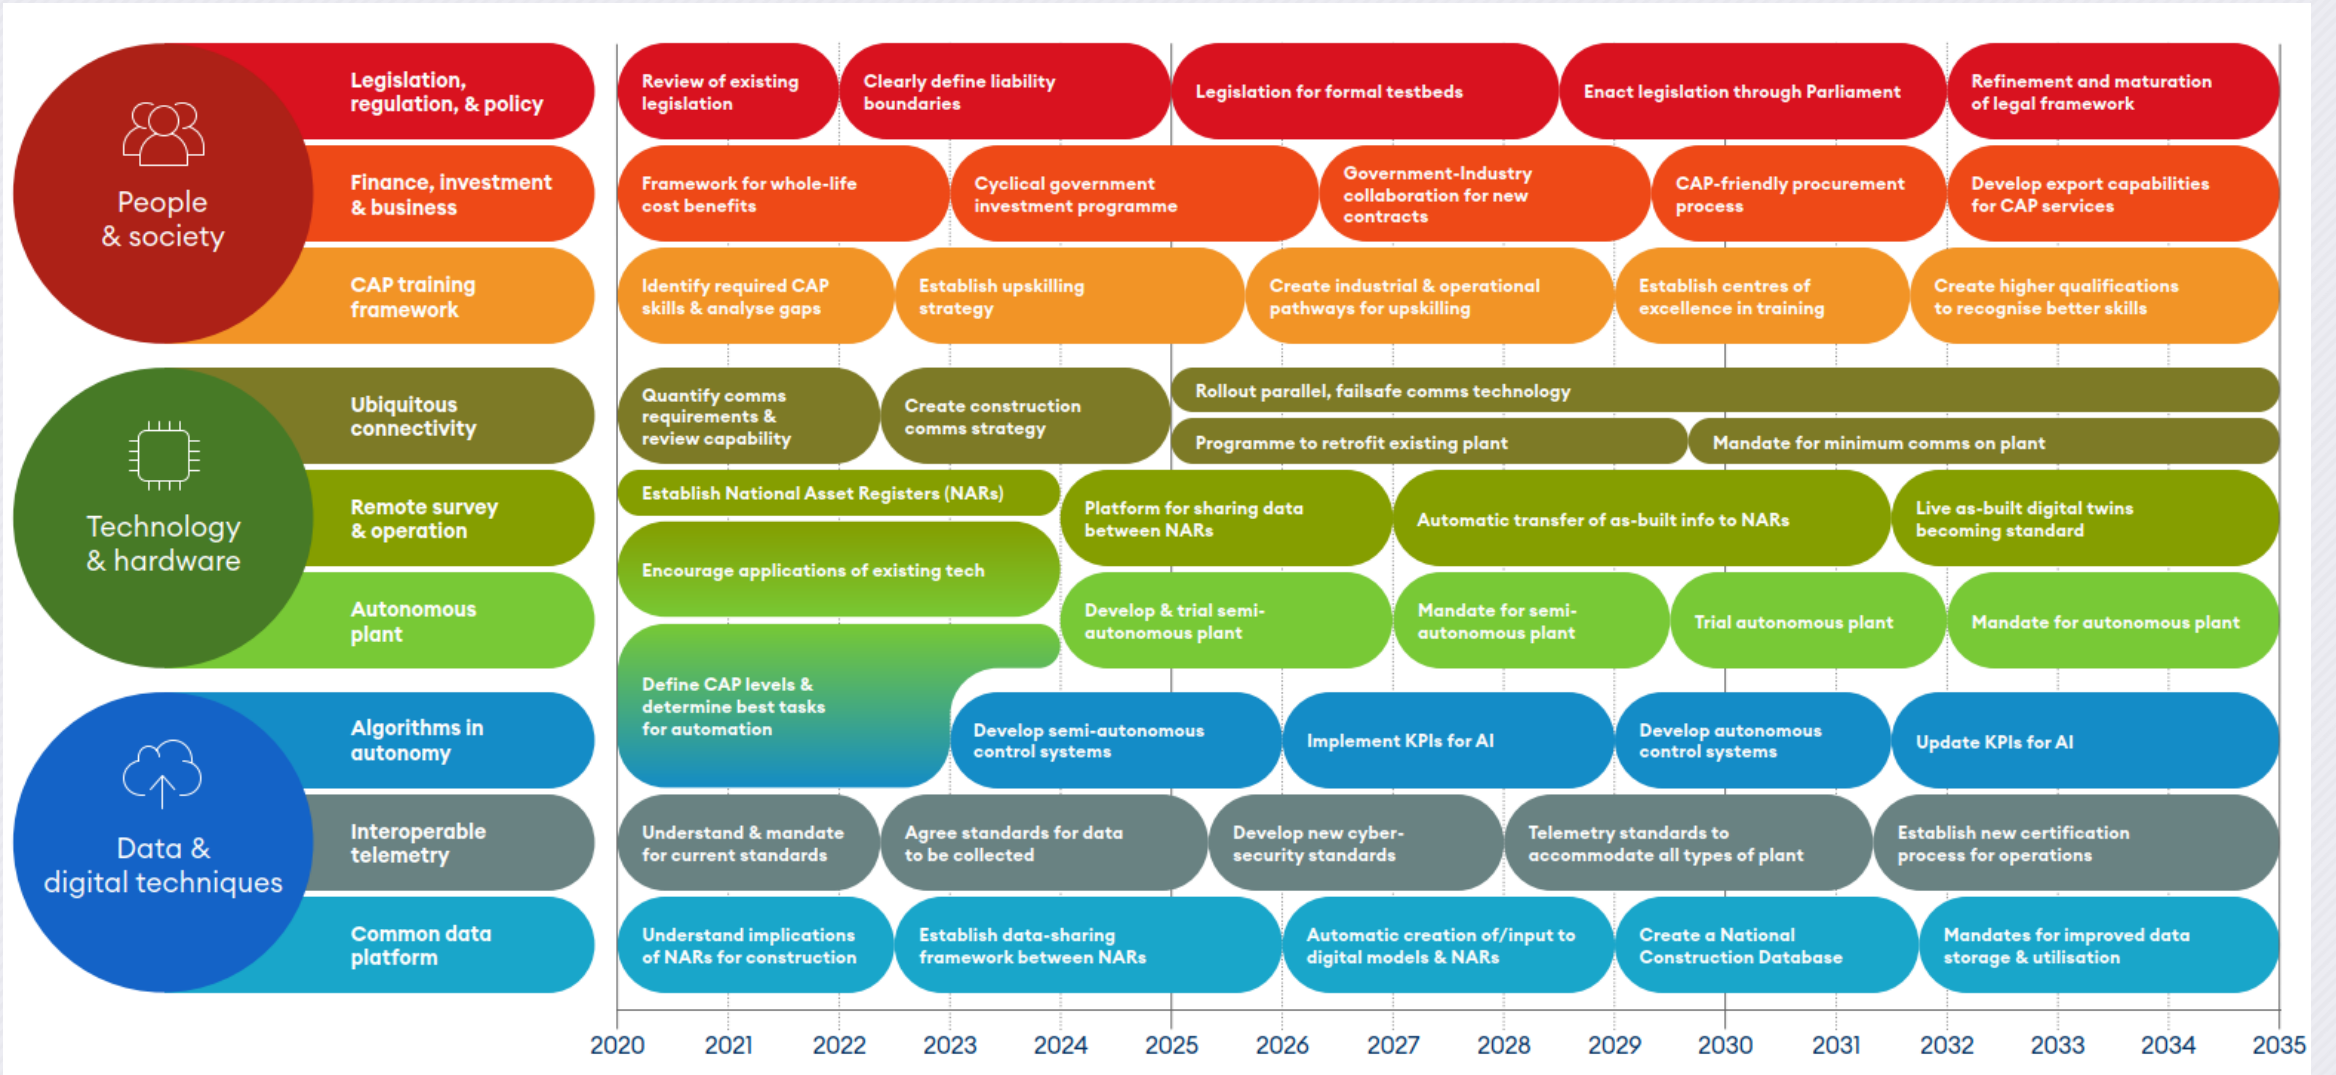 People
& society
Legislation,
regulation, & policy
Review of existing
legislation
Clearly define liability
boundaries
Legislation for formal testbeds
Enact legislation through Parliament
Refinement and maturation
of legal framework
Finance, investment
& business
Framework for whole-life
cost benefits
Cyclical government
investment programme
Government-Industry
collaboration for new
contracts
CAP-friendly procurement
process
Develop export capabilities
for CAP services
CAP training
framework
Identify required CAP
skills & analyse gaps
Establish upskilling
strategy
Create industrial & operational
pathways for upskilling
Establish centres of
excellence in training
Create higher qualifications
to recognise better skills
Technology
& hardware
Ubiquitous
connectivity
Quantify comms
requirements &
review capability
Create construction
comms strategy
Rollout parallel, failsafe comms technology
Programme to retrofit existing plant
Mandate for minimum comms on plant
Remote survey
& operation
Establish National Asset Registers (NARs)
Encourage applications of existing tech
Platform for sharing data
between NARs
Automatic transfer of as-built info to NARs
Live as-built digital twins
becoming standard
Autonomous
plant
Define CAP levels &
determine best tasks
for automation
Develop & trial semi-
autonomous plant
Mandate for semi-
autonomous plant
Trial autonomous plant
Mandate for autonomous plant
Data &
digital techniques
Algorithms in
autonomy
Develop semi-autonomous
control systems
Implement KPIs for AI
Develop autonomous
control systems
Update KPIs for AI
Interoperable
telemetry
Understand & mandate
for current standards
Agree standards for data
to be collected
Develop new cyber-
security standards
Telemetry standards to
accommodate all types of plant
Establish new certification
process for operations
Common data
platform
Understand implications
of NARs for construction
Establish data-sharing
framework between NARs
Automatic creation of/input to
digital models & NARs
Create a National
Construction Database
Mandates for improved data
storage & utilisation
2020 2021 2022 2023 2024 2025 2026 2027 2028 2029 2030 2031 2032 2033 2034 2035